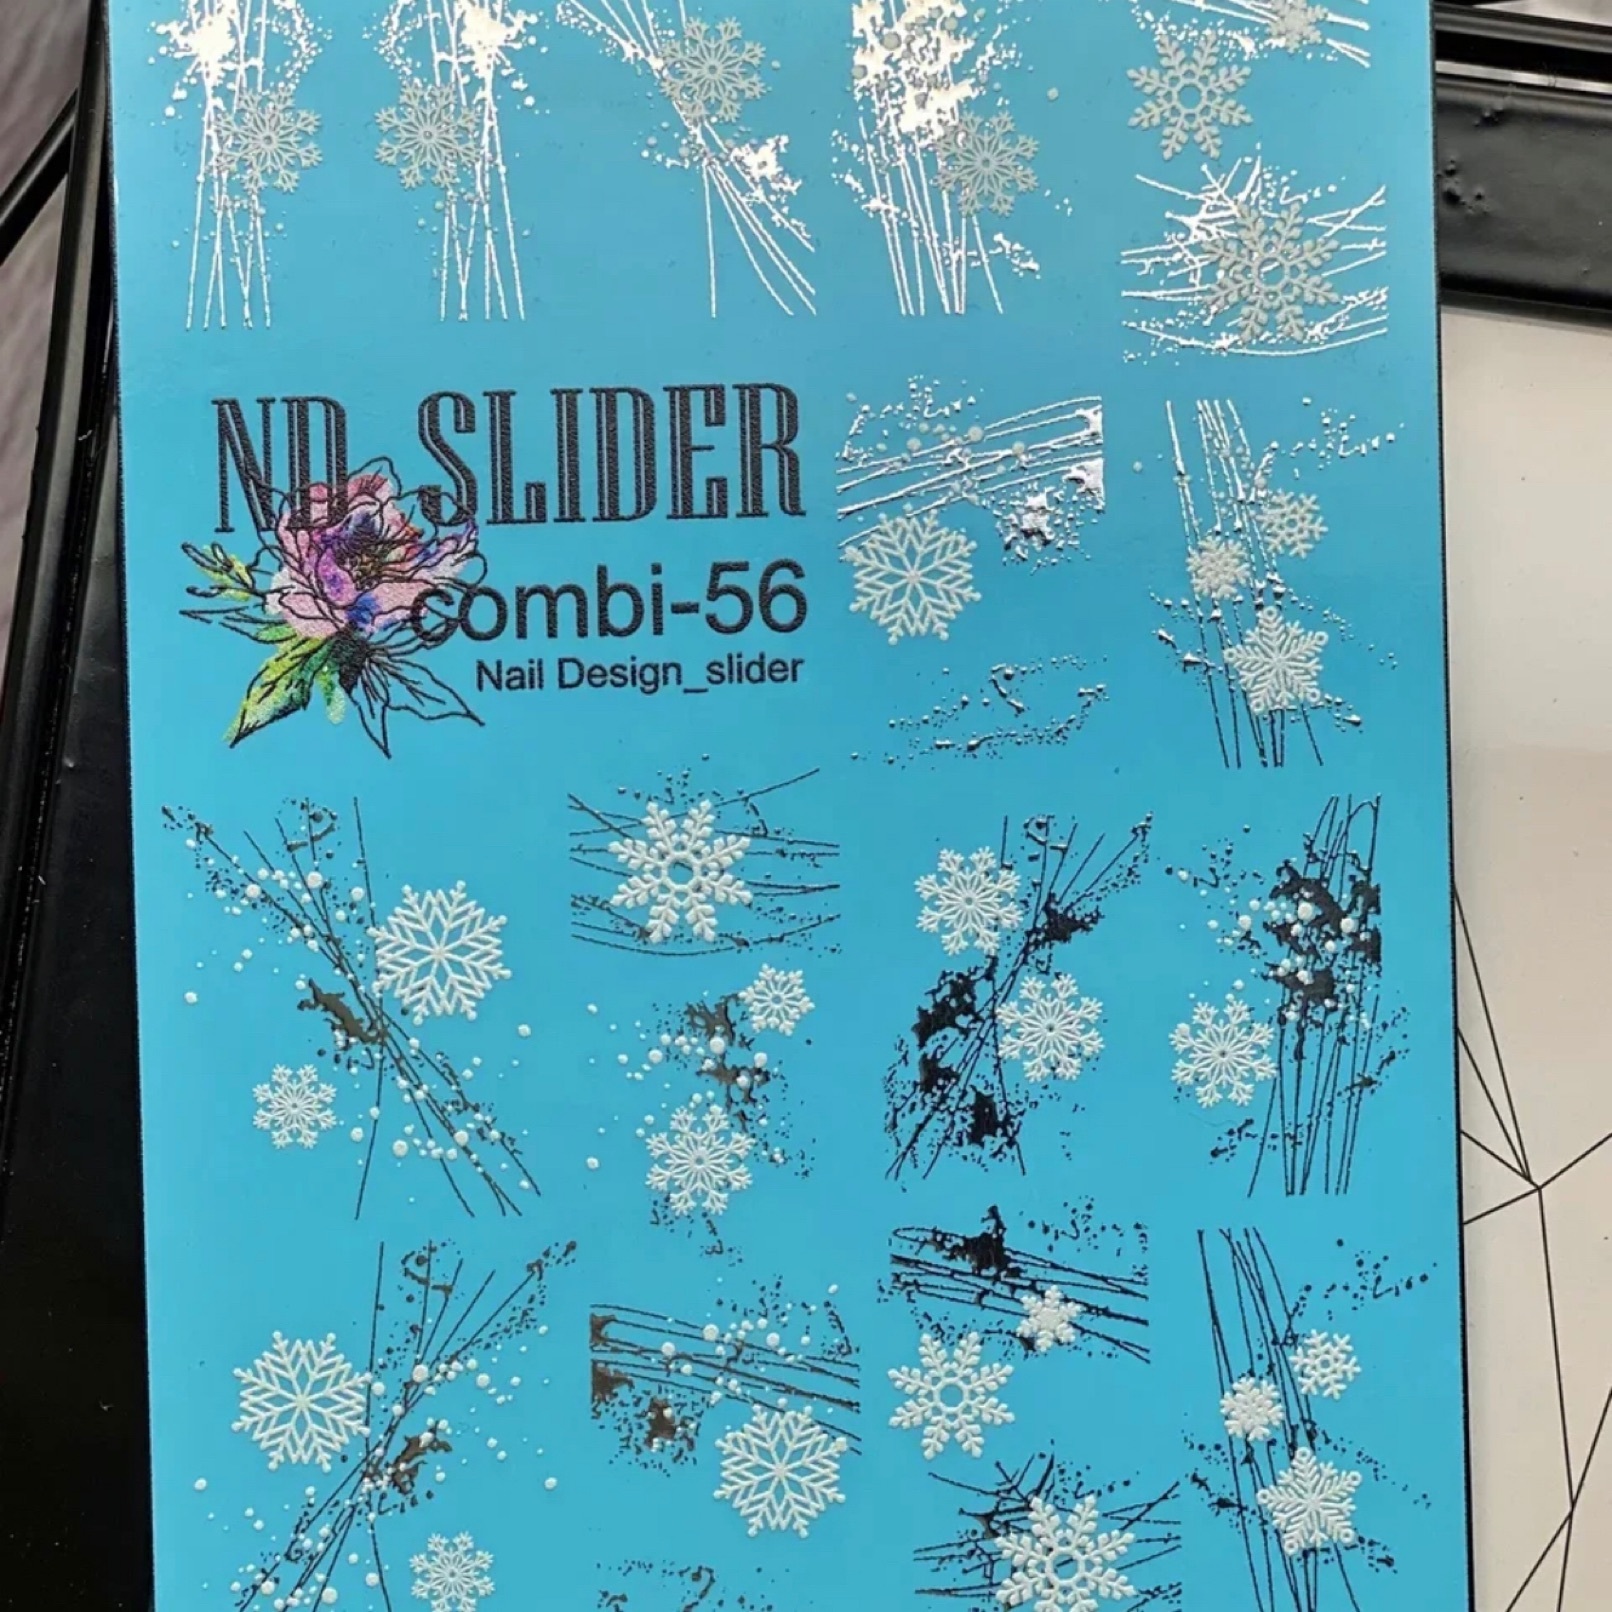 ND SLIDER
combi-56
Nail Design_slider